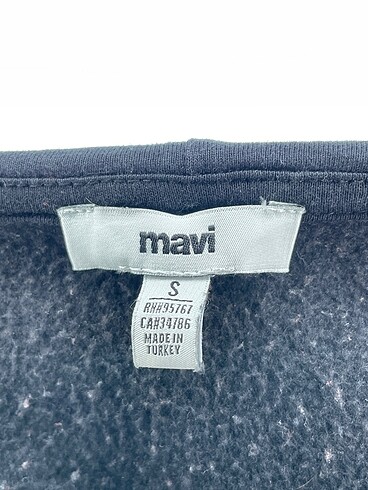 mavi
S
RN#95767
CA#34786
MADE IN
TURKEY